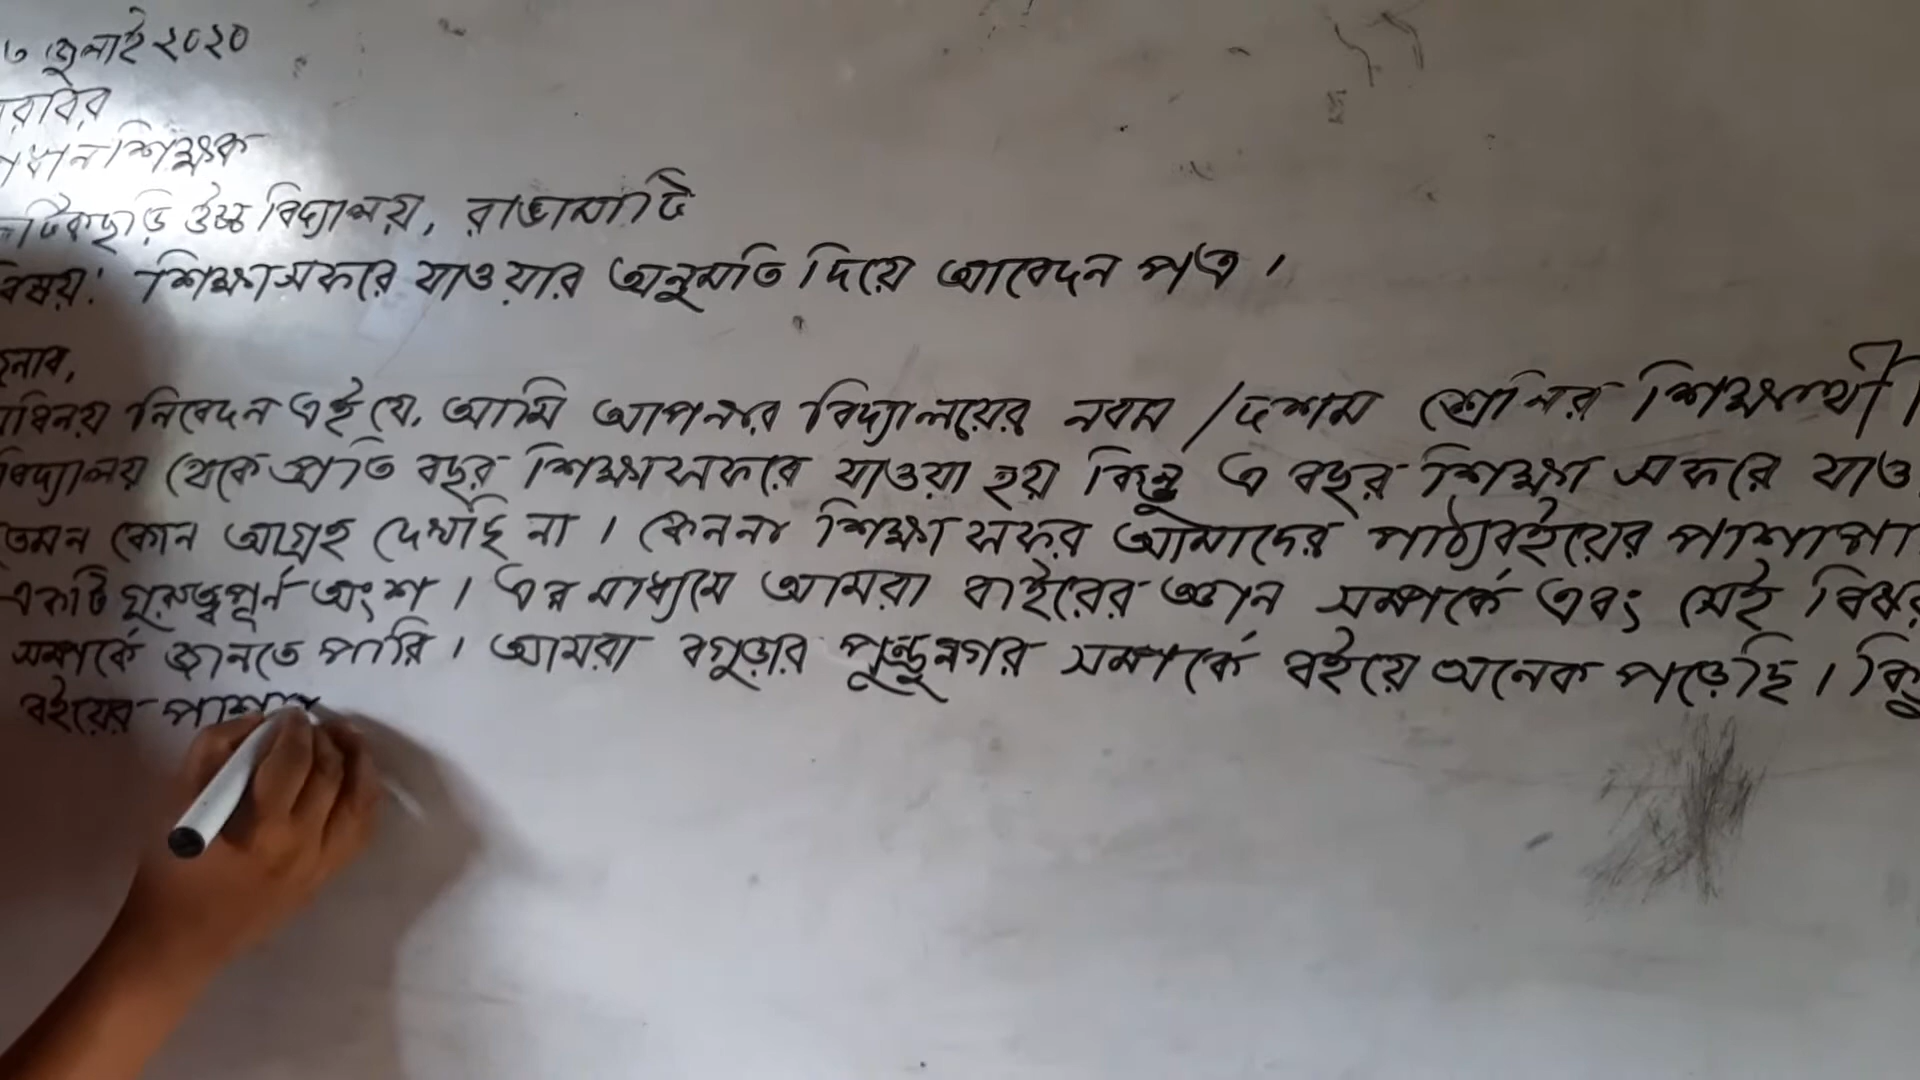 জুলাই ২০২০
বরাবর
প্রধান শিক্ষক
উচ্চ বিদ্যালয়, রাঙামাটি
বিষয়: শিক্ষাসফরে যাওয়ার অনুমতি দিয়ে আবেদন পত্র।
জনাব,
সবিনয় নিবেদন এই যে, আমি আপনার বিদ্যালয়ের নবম /দশম শ্রেনির শিক্ষার্থী।
বিদ্যালয় থেকে প্রতি বছর শিক্ষাসফরে যাওয়া হয় কিন্তু এ বছর শিক্ষা সফরে যাও
তেমন কোন আগ্রহ দেখছি না। কেননা শিক্ষা সফর আমাদের পাঠ্যবইয়ের পাশাপা
একটি গুরুত্বপূর্ন অংশ। এর মাধ্যমে আমরা বাইরের জ্ঞান সম্পর্কে এবং সেই বিষয়
সম্পর্কে জানতে পারি। আমরা বগুড়ার পুন্ড্রনগর সম্পর্কে বইয়ে অনেক পড়েছি। কিন্তু
বইয়ের পাশাপ